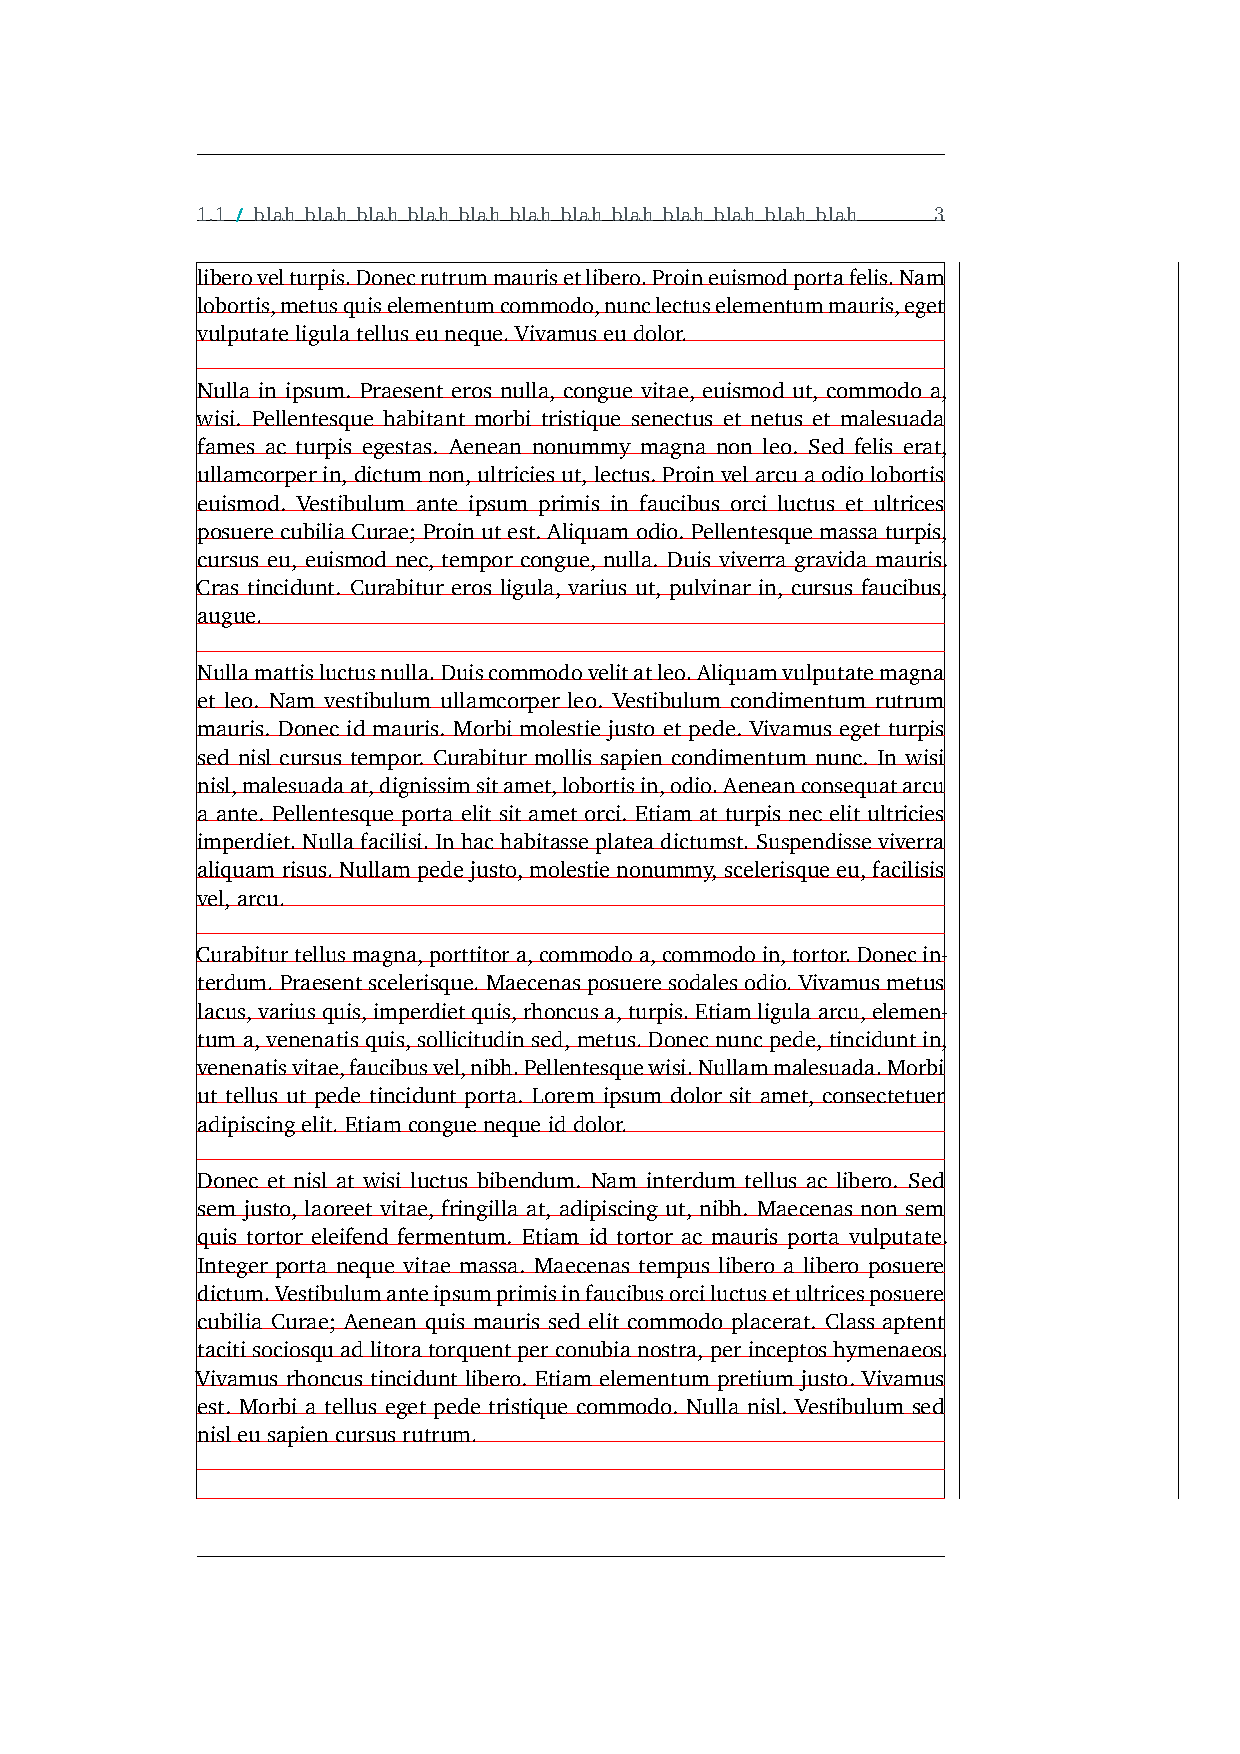 1.1 / blah blah blah blah blah blah blah blah blah blah blah blah 3
libero vel turpis. Donec rutrum mauris et libero. Proin euismod porta felis. Nam
lobortis, metus quis elementum commodo, nunc lectus elementum mauris, eget
vulputate ligula tellus eu neque. Vivamus eu dolor.
Nulla in ipsum. Praesent eros nulla, congue vitae, euismod ut, commodo a,
wisi. Pellentesque habitant morbi tristique senectus et netus et malesuada
fames ac turpis egestas. Aenean nonummy magna non leo. Sed felis erat,
ullamcorper in, dictum non, ultricies ut, lectus. Proin vel arcu a odio lobortis
euismod. Vestibulum ante ipsum primis in faucibus orci luctus et ultrices
posuere cubilia Curae; Proin ut est. Aliquam odio. Pellentesque massa turpis,
cursus eu, euismod nec, tempor congue, nulla. Duis viverra gravida mauris.
Cras tincidunt. Curabitur eros ligula, varius ut, pulvinar in, cursus faucibus,
augue.
Nulla mattis luctus nulla. Duis commodo velit at leo. Aliquam vulputate magna
et leo. Nam vestibulum ullamcorper leo. Vestibulum condimentum rutrum
mauris. Donec id mauris. Morbi molestie justo et pede. Vivamus eget turpis
sed nisl cursus tempor. Curabitur mollis sapien condimentum nunc. In wisi
nisl, malesuada at, dignissim sit amet, lobortis in, odio. Aenean consequat arcu
a ante. Pellentesque porta elit sit amet orci. Etiam at turpis nec elit ultricies
imperdiet. Nulla facilisi. In hac habitasse platea dictumst. Suspendisse viverra
aliquam risus. Nullam pede justo, molestie nonummy, scelerisque eu, facilisis
vel, arcu.
Curabitur tellus magna, porttitor a, commodo a, commodo in, tortor. Donec in-
terdum. Praesent scelerisque. Maecenas posuere sodales odio. Vivamus metus
lacus, varius quis, imperdiet quis, rhoncus a, turpis. Etiam ligula arcu, elemen-
tum a, venenatis quis, sollicitudin sed, metus. Donec nunc pede, tincidunt in,
venenatis vitae, faucibus vel, nibh. Pellentesque wisi. Nullam malesuada. Morbi
ut tellus ut pede tincidunt porta. Lorem ipsum dolor sit amet, consectetuer
adipiscing elit. Etiam congue neque id dolor.
Donec et nisl at wisi luctus bibendum. Nam interdum tellus ac libero. Sed
sem justo, laoreet vitae, fringilla at, adipiscing ut, nibh. Maecenas non sem
quis tortor eleifend fermentum. Etiam id tortor ac mauris porta vulputate.
Integer porta neque vitae massa. Maecenas tempus libero a libero posuere
dictum. Vestibulum ante ipsum primis in faucibus orci luctus et ultrices posuere
cubilia Curae; Aenean quis mauris sed elit commodo placerat. Class aptent
taciti sociosqu ad litora torquent per conubia nostra, per inceptos hymenaeos.
Vivamus rhoncus tincidunt libero. Etiam elementum pretium justo. Vivamus
est. Morbi a tellus eget pede tristique commodo. Nulla nisl. Vestibulum sed
nisl eu sapien cursus rutrum.